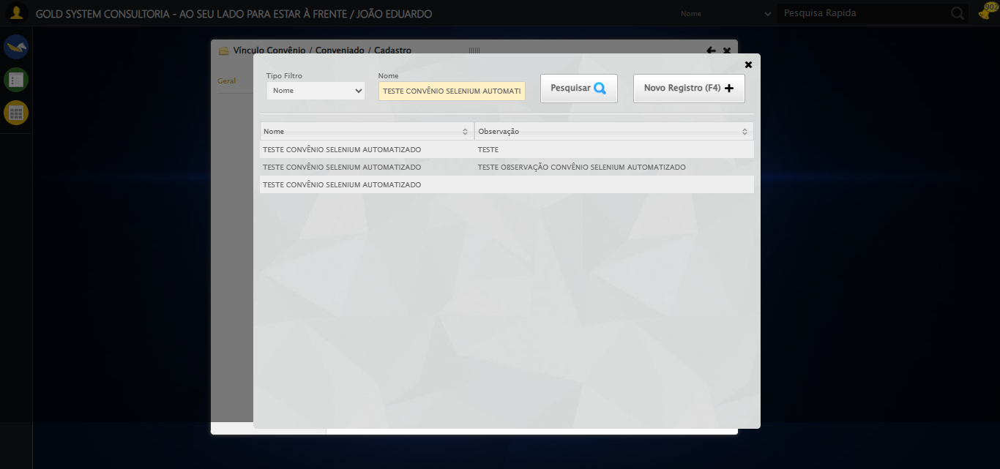 GOLD SYSTEM CONSULTORIA - AO SEU LADO PARA ESTAR À FRENTE / JOÃO EDUARDO
Nome
Pesquisa Rapida
902
Vínculo Convênio / Conveniado / Cadastro
Geral
Tipo Filtro
Nome
Nome
TESTE CONVÊNIO SELENIUM AUTOMATI
Pesquisar
Novo Registro (F4)
Nome
Observação
TESTE CONVÊNIO SELENIUM AUTOMATIZADO
TESTE
TESTE CONVÊNIO SELENIUM AUTOMATIZADO
TESTE OBSERVAÇÃO CONVÊNIO SELENIUM AUTOMATIZADO
TESTE CONVÊNIO SELENIUM AUTOMATIZADO